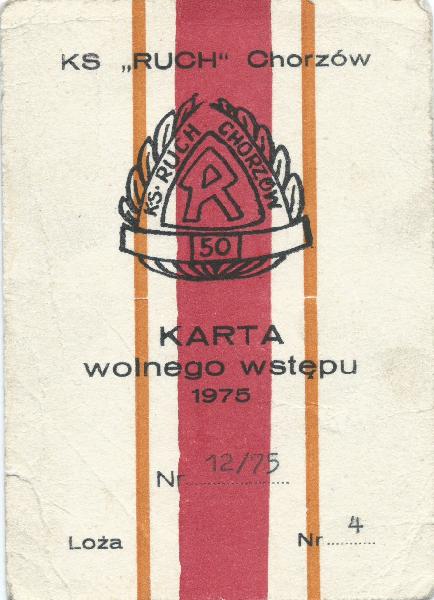 KS „RUCH“ Chorzów
KS. RUCH CHORZÓW
R
50
KARTA
wolnego wstępu
1975
Nr 12/75
Loża Nr 4